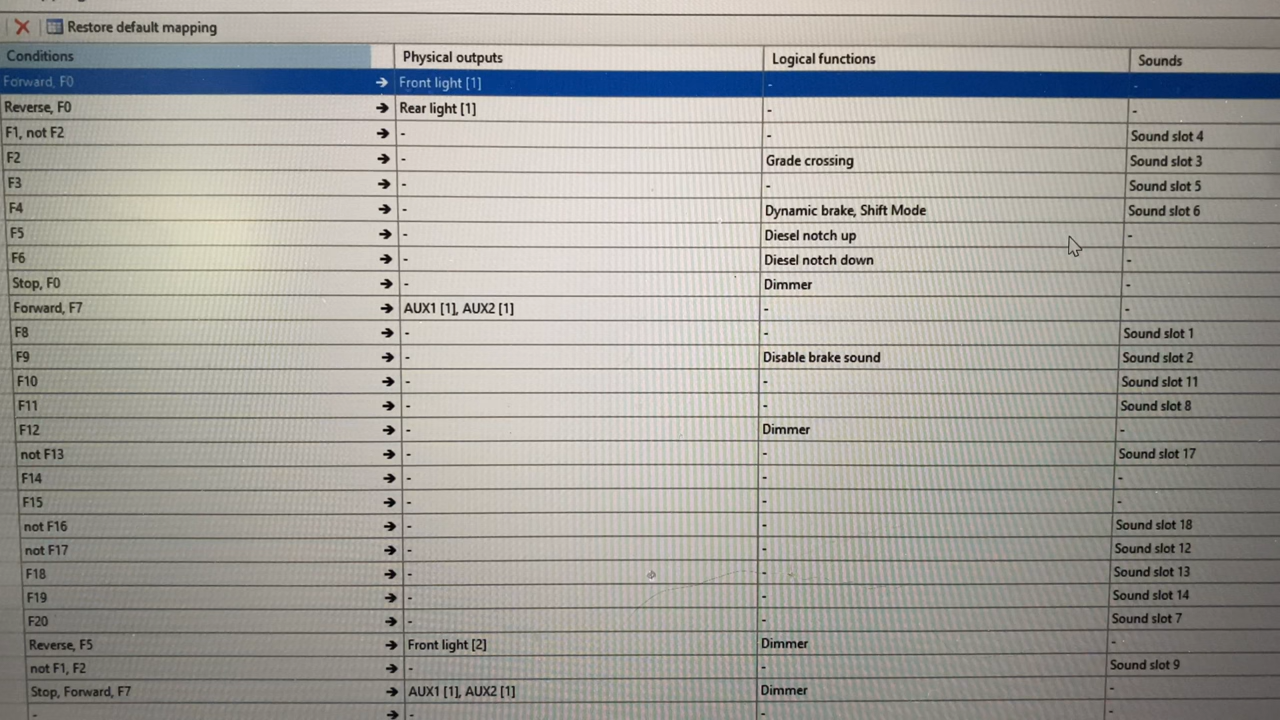 Restore default mapping
Conditions Physical outputs Logical functions Sounds
Forward, F0 → Front light [1] - -
Reverse, F0 → Rear light [1] - -
F1, not F2 → - - Sound slot 4
F2 → - Grade crossing Sound slot 3
F3 → - - Sound slot 5
F4 → - Dynamic brake, Shift Mode Sound slot 6
F5 → - Diesel notch up -
F6 → - Diesel notch down -
Stop, F0 → - Dimmer -
Forward, F7 → AUX1 [1], AUX2 [1] - -
F8 → - - Sound slot 1
F9 → - Disable brake sound Sound slot 2
F10 → - - Sound slot 11
F11 → - - Sound slot 8
F12 → - Dimmer -
not F13 → - - Sound slot 17
F14 → - - -
F15 → - - -
not F16 → - - Sound slot 18
not F17 → - - Sound slot 12
F18 → - - Sound slot 13
F19 → - - Sound slot 14
F20 → - - Sound slot 7
Reverse, F5 → Front light [2] Dimmer -
not F1, F2 → - - Sound slot 9
Stop, Forward, F7 → AUX1 [1], AUX2 [1] Dimmer -
- → - - -